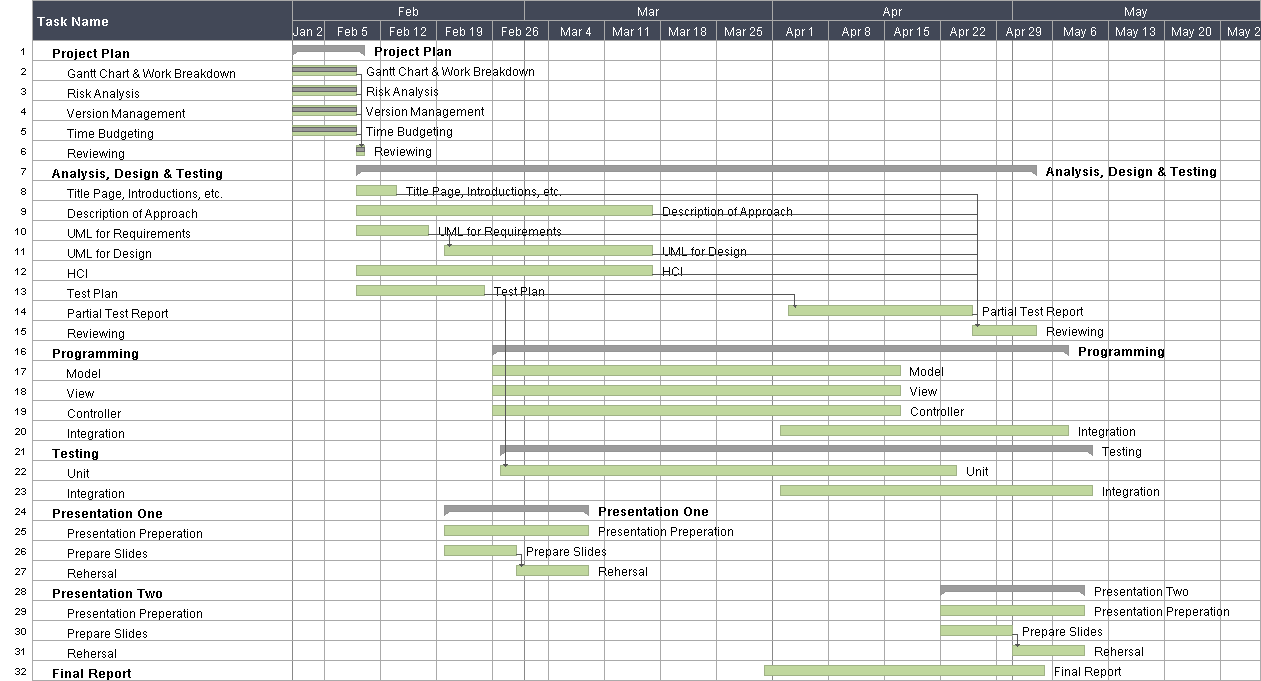 Task Name
Feb Mar Apr May
Jan 2 Feb 5 Feb 12 Feb 19 Feb 26 Mar 4 Mar 11 Mar 18 Mar 25 Apr 1 Apr 8 Apr 15 Apr 22 Apr 29 May 6 May 13 May 20 May 2
1 Project Plan Project Plan
2 Gantt Chart & Work Breakdown Gantt Chart & Work Breakdown
3 Risk Analysis Risk Analysis
4 Version Management Version Management
5 Time Budgeting Time Budgeting
6 Reviewing Reviewing
7 Analysis, Design & Testing Analysis, Design & Testing
8 Title Page, Introductions, etc. Title Page, Introductions, etc.
9 Description of Approach Description of Approach
10 UML for Requirements UML for Requirements
11 UML for Design UML for Design
12 HCI HCI
13 Test Plan Test Plan
14 Partial Test Report Partial Test Report
15 Reviewing Reviewing
16 Programming Programming
17 Model Model
18 View View
19 Controller Controller
20 Integration Integration
21 Testing Testing
22 Unit Unit
23 Integration Integration
24 Presentation One Presentation One
25 Presentation Preperation Presentation Preperation
26 Prepare Slides Prepare Slides
27 Rehersal Rehersal
28 Presentation Two Presentation Two
29 Presentation Preperation Presentation Preperation
30 Prepare Slides Prepare Slides
31 Rehersal Rehersal
32 Final Report Final Report